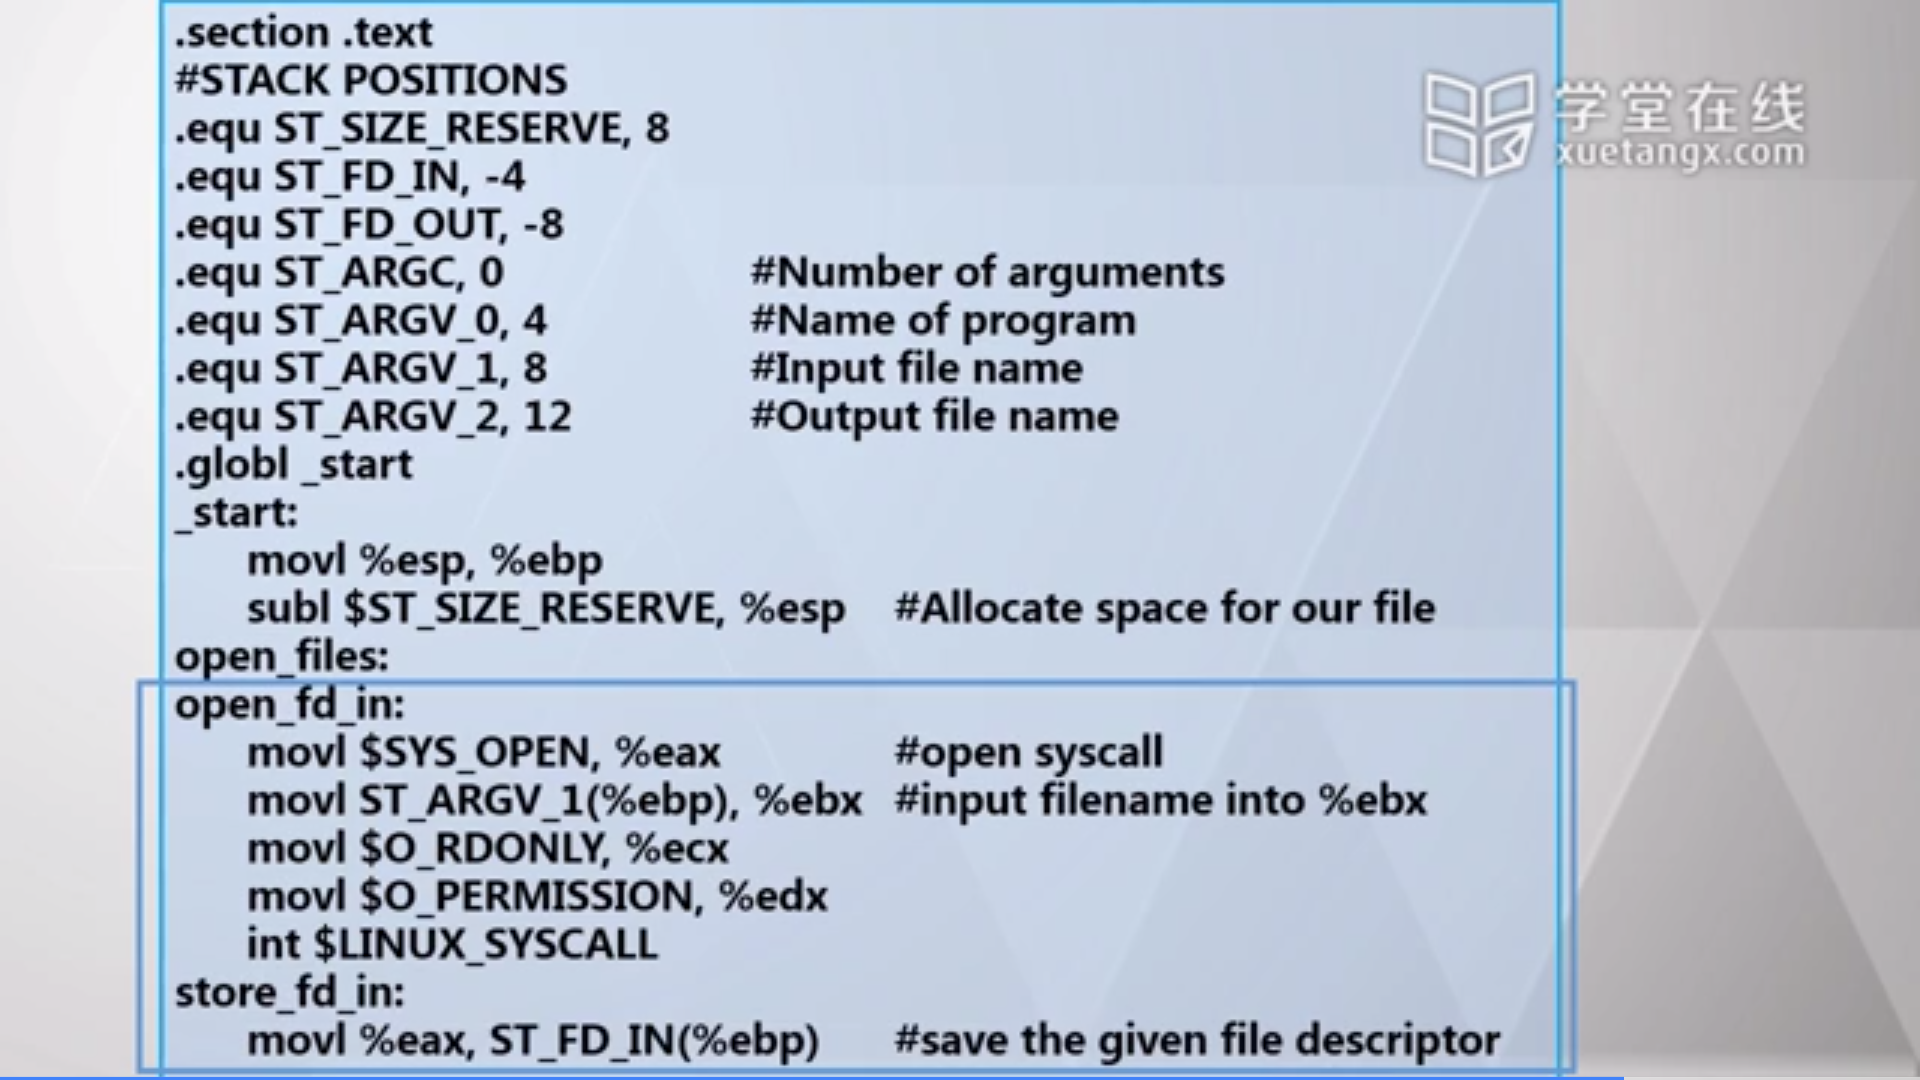 .section .text
#STACK POSITIONS
.equ ST_SIZE_RESERVE, 8
.equ ST_FD_IN, -4
.equ ST_FD_OUT, -8
.equ ST_ARGC, 0 #Number of arguments
.equ ST_ARGV_0, 4 #Name of program
.equ ST_ARGV_1, 8 #Input file name
.equ ST_ARGV_2, 12 #Output file name
.globl _start
_start:
movl %esp, %ebp
subl $ST_SIZE_RESERVE, %esp #Allocate space for our file
open_files:
open_fd_in:
movl $SYS_OPEN, %eax #open syscall
movl ST_ARGV_1(%ebp), %ebx #input filename into %ebx
movl $O_RDONLY, %ecx
movl $O_PERMISSION, %edx
int $LINUX_SYSCALL
store_fd_in:
movl %eax, ST_FD_IN(%ebp) #save the given file descriptor
学堂在线
xuetangx.com